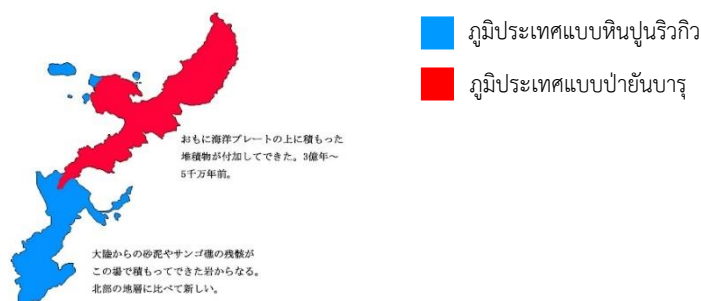 ภูมิประเทศแบบหินปูนริวกิว
ภูมิประเทศแบบป่ายันบารุ
おもに海洋プレートの上に積もった
堆積物が付加してできた。3億年～
5千万年前。
大陸からの砂泥やサンゴ礁の残骸が
この場で積もってできた岩からなる。
北部の地層に比べて新しい。